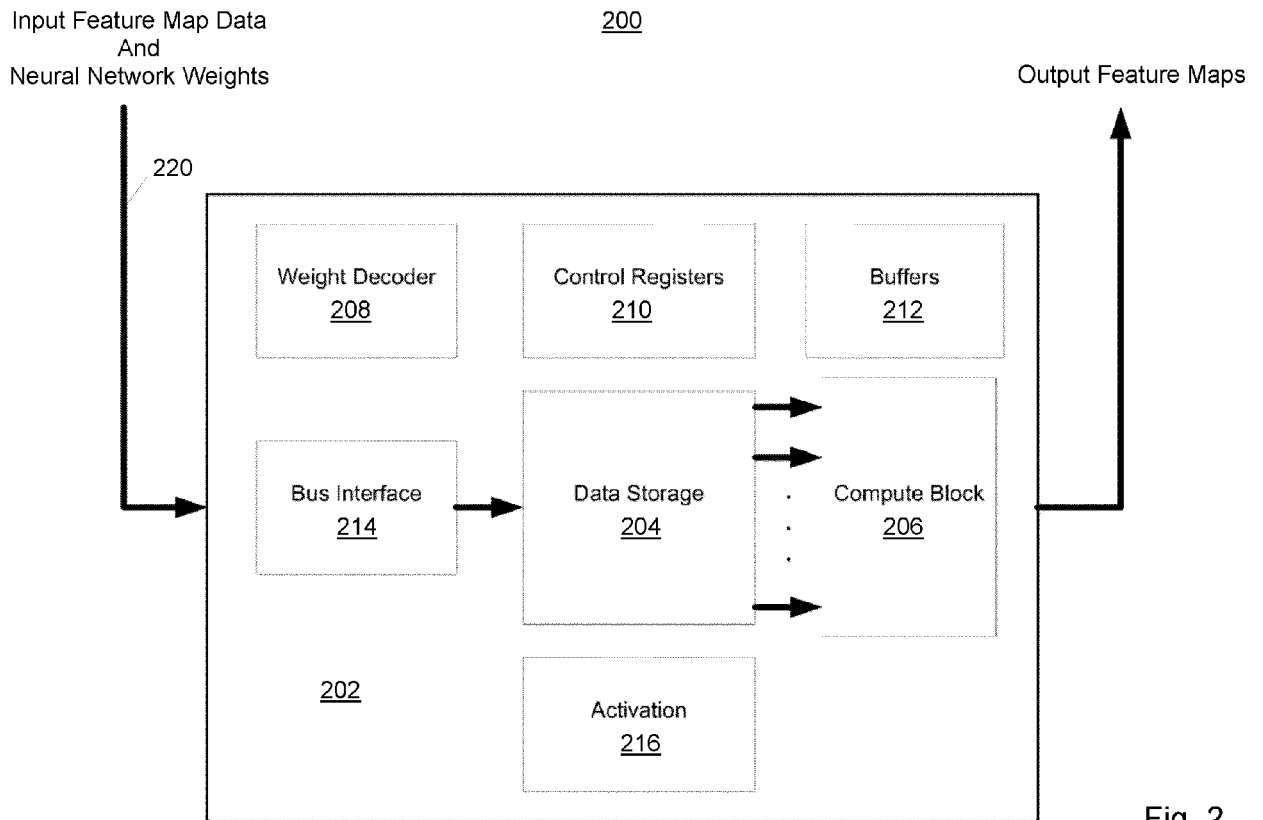 Input Feature Map Data
And
Neural Network Weights
200
Output Feature Maps
220
Weight Decoder
208
Control Registers
210
Buffers
212
Bus Interface
214
Data Storage
204
Compute Block
206
202
Activation
216
Fig. 2